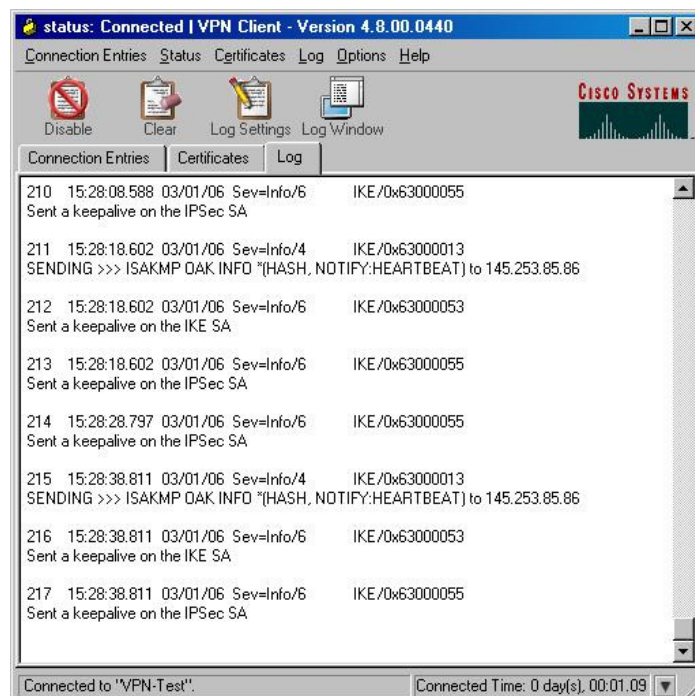 status: Connected | VPN Client - Version 4.8.00.0440
Connection Entries Status Certificates Log Options Help
Disable Clear Log Settings Log Window
CISCO SYSTEMS
Connection Entries Certificates Log
210 15:28:08.588 03/01/06 Sev=Info/6 IKE/0x63000055
Sent a keepalive on the IPSec SA
211 15:28:18.602 03/01/06 Sev=Info/4 IKE/0x63000013
SENDING >>> ISAKMP OAK INFO *(HASH, NOTIFY:HEARTBEAT) to 145.253.85.86
212 15:28:18.602 03/01/06 Sev=Info/6 IKE/0x63000053
Sent a keepalive on the IKE SA
213 15:28:18.602 03/01/06 Sev=Info/6 IKE/0x63000055
Sent a keepalive on the IPSec SA
214 15:28:28.797 03/01/06 Sev=Info/6 IKE/0x63000055
Sent a keepalive on the IPSec SA
215 15:28:38.811 03/01/06 Sev=Info/4 IKE/0x63000013
SENDING >>> ISAKMP OAK INFO *(HASH, NOTIFY:HEARTBEAT) to 145.253.85.86
216 15:28:38.811 03/01/06 Sev=Info/6 IKE/0x63000053
Sent a keepalive on the IKE SA
217 15:28:38.811 03/01/06 Sev=Info/6 IKE/0x63000055
Sent a keepalive on the IPSec SA
Connected to "VPN-Test". Connected Time: 0 day(s), 00:01.09